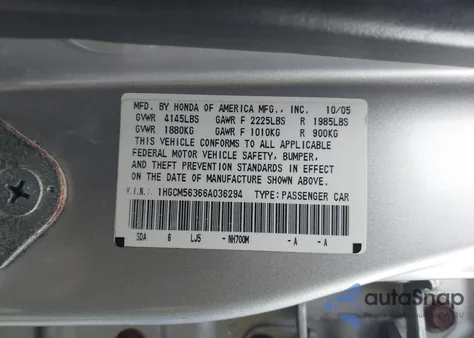 MFD. BY HONDA OF AMERICA MFG., INC. 10/05
GVWR 4145LBS GAWR F 2225LBS R 1985LBS
GVWR 1880KG GAWR F 1010KG R 900KG
THIS VEHICLE CONFORMS TO ALL APPLICABLE
FEDERAL MOTOR VEHICLE SAFETY, BUMPER,
AND THEFT PREVENTION STANDARDS IN EFFECT
ON THE DATE OF MANUFACTURE SHOWN ABOVE.
V.I.N.: 1HGCM56366A036294 TYPE: PASSENGER CAR
SDA 6 LJ5 -NH700M -A -A
autoSnap